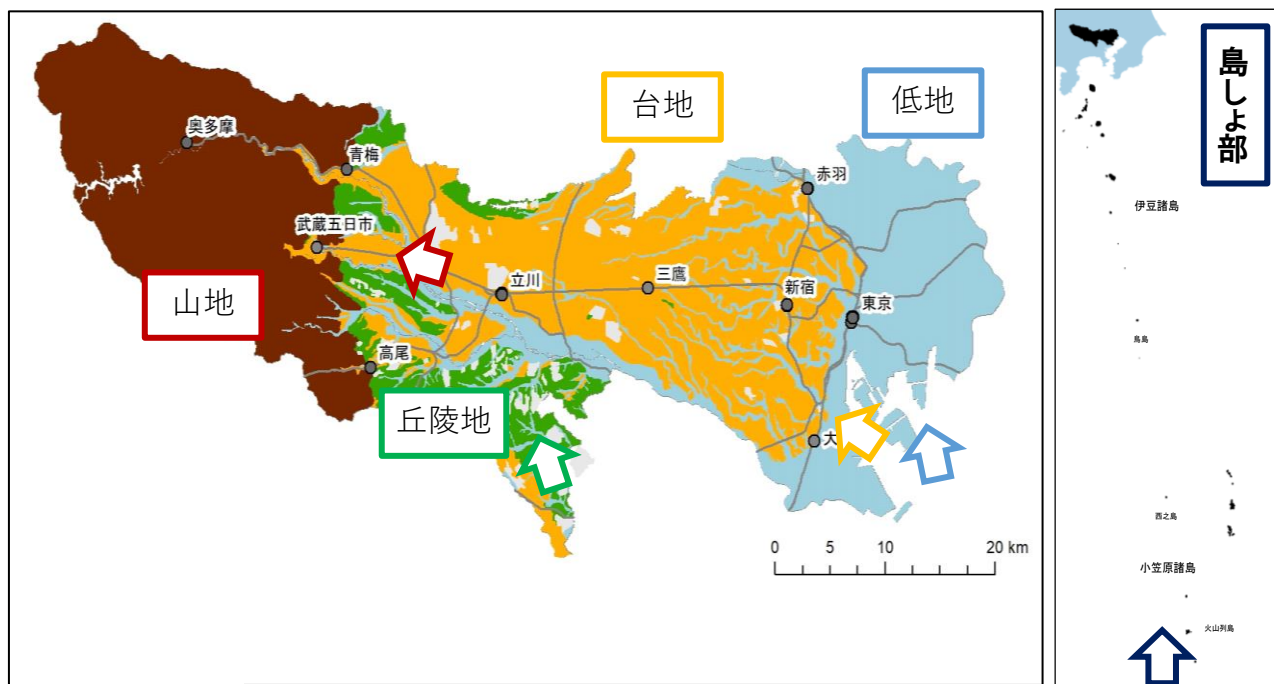 台地
低地
奥多摩
青梅
赤羽
武蔵五日市
山地
立川
三鷹
新宿
東京
高尾
丘陵地
大
0 5 10 20 km
島しょ部
伊豆諸島
鳥島
西之島
小笠原諸島
火山列島